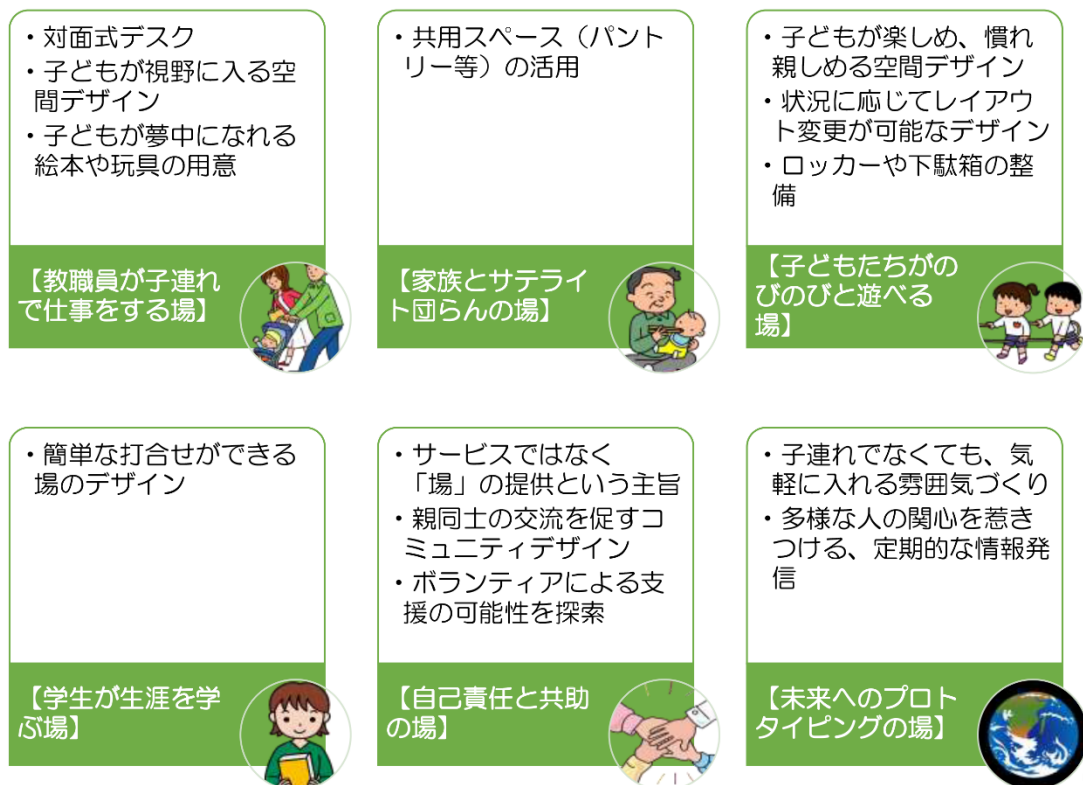 ・対面式デスク
・子どもが視野に入る空
間デザイン
・子どもが夢中になれる
絵本や玩具の用意
【教職員が子連れ
で仕事をする場】
・共用スペース（パント
リー等）の活用
【家族とサテライ
ト団らんの場】
・子どもが楽しめ、慣れ
親しめる空間デザイン
・状況に応じてレイアウ
ト変更が可能なデザイン
・ロッカーや下駄箱の整
備
【子どもたちがの
びのびと遊べる
場】
・簡単な打合せができる
場のデザイン
【学生が生涯を学
ぶ場】
・サービスではなく
「場」の提供という主旨
・親同士の交流を促すコ
ミュニティデザイン
・ボランティアによる支
援の可能性を探索
【自己責任と共助
の場】
・子連れでなくても、気
軽に入れる雰囲気づくり
・多様な人の関心を惹き
つける、定期的な情報発
信
【未来へのプロト
タイピングの場】